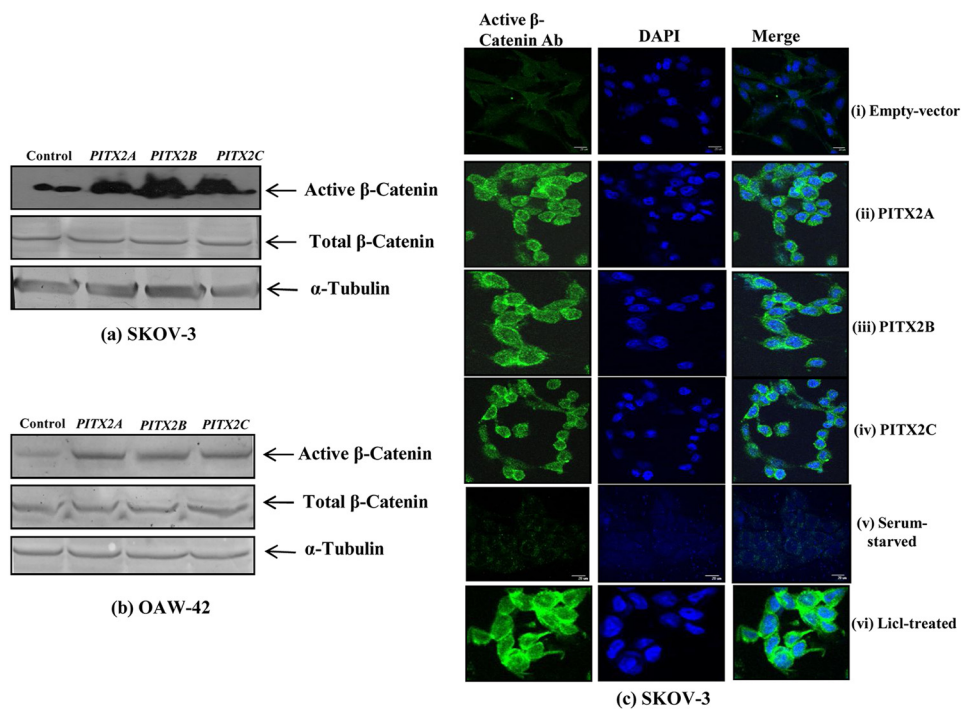 Control PITX2A PITX2B PITX2C
Active β-Catenin
Total β-Catenin
α-Tubulin
(a) SKOV-3
Control PITX2A PITX2B PITX2C
Active β-Catenin
Total β-Catenin
α-Tubulin
(b) OAW-42
Active β-
Catenin Ab
DAPI
Merge
(i) Empty-vector
(ii) PITX2A
(iii) PITX2B
(iv) PITX2C
(v) Serum-
starved
(vi) Licl-treated
(c) SKOV-3